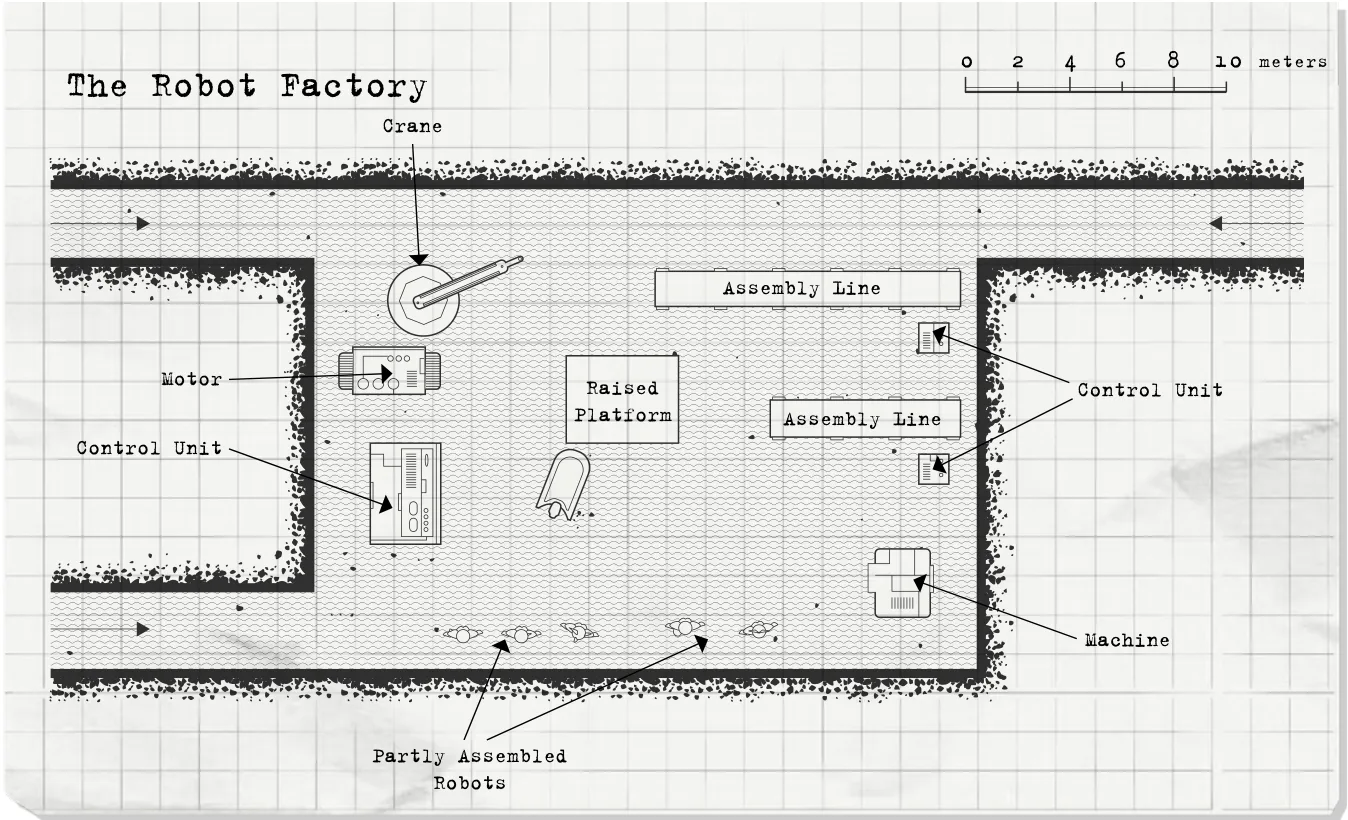 The Robot Factory
0 2 4 6 8 10 meters
Crane
Assembly Line
Motor
Raised
Platform
Control Unit
Assembly Line
Control Unit
Machine
Partly Assembled
Robots